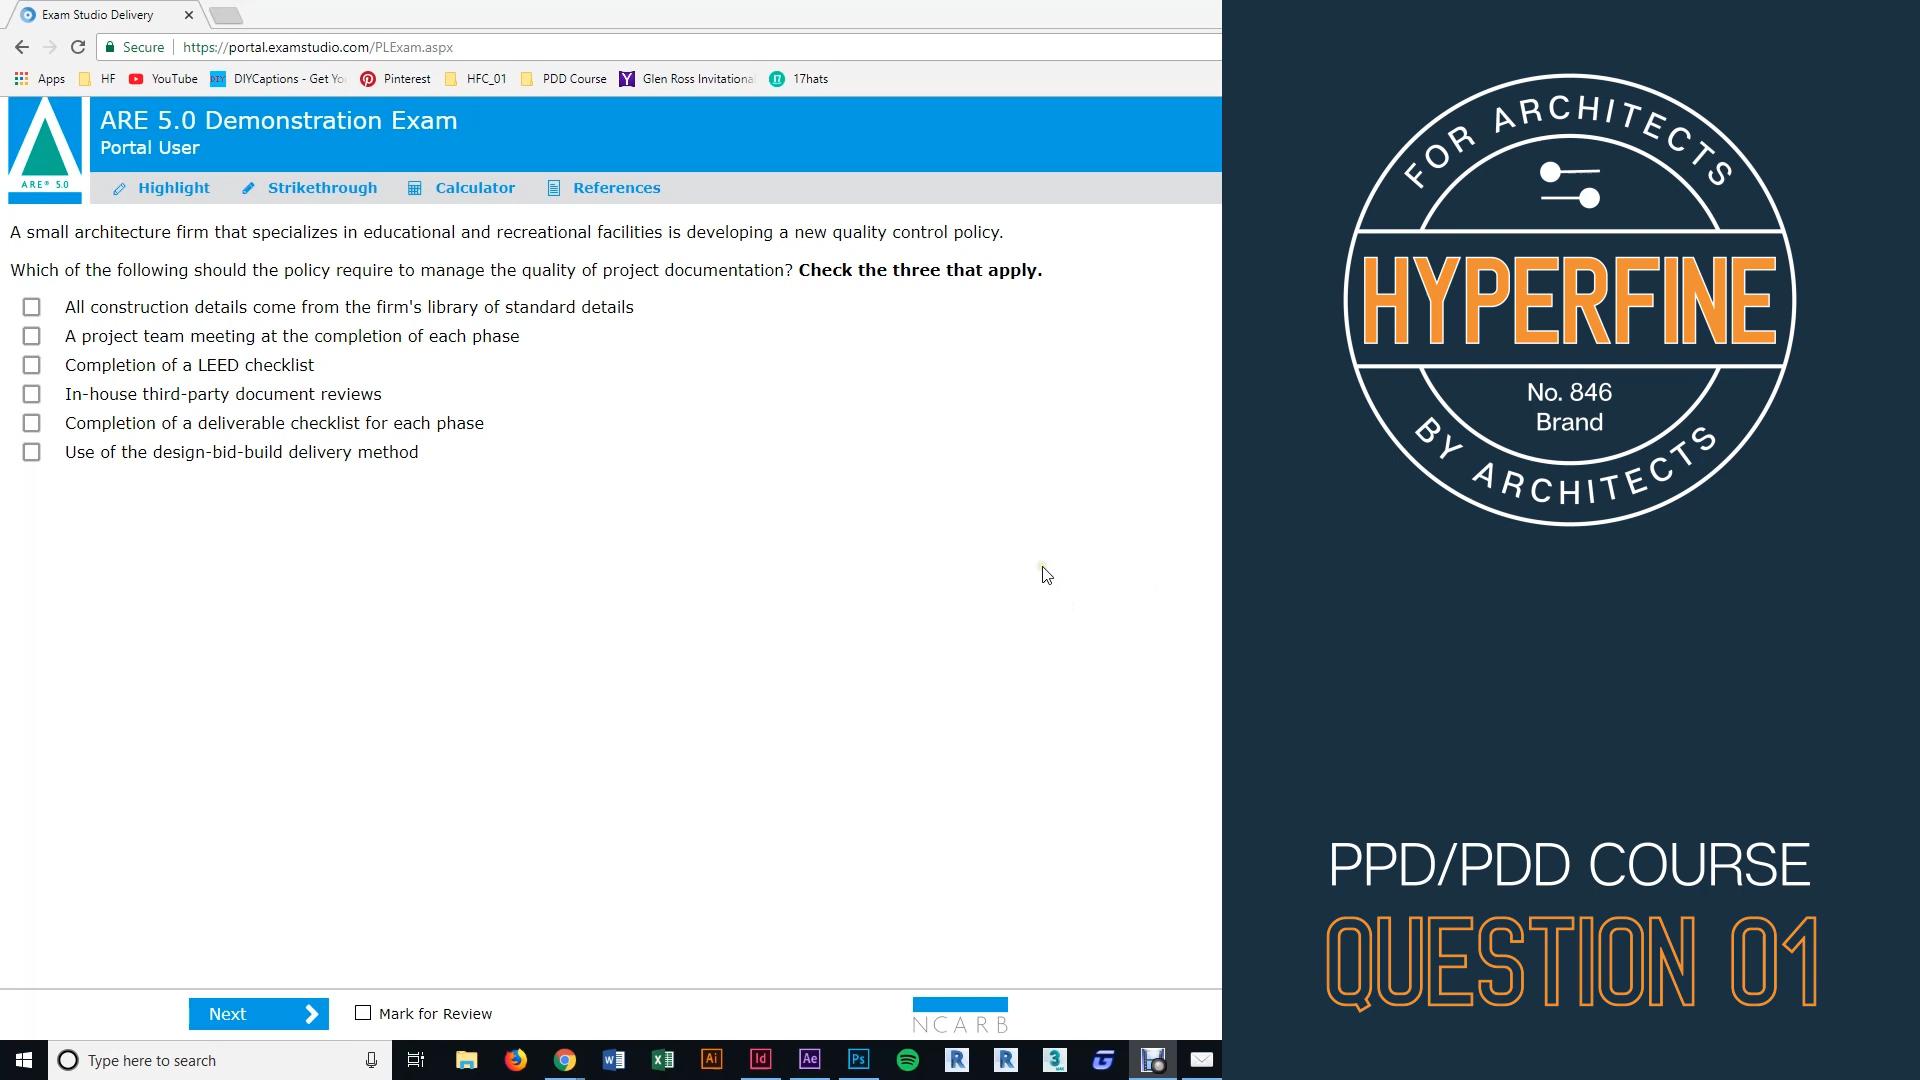 Exam Studio Delivery
Secure https://portal.examstudio.com/PLExam.aspx
Apps HF YouTube DIY DIYCaptions - Get Yo Pinterest HFC_01 PDD Course Y Glen Ross Invitationa 17hats
ARE 5.0 Demonstration Exam
Portal User
ARE® 5.0
Highlight Strikethrough Calculator References
A small architecture firm that specializes in educational and recreational facilities is developing a new quality control policy.
Which of the following should the policy require to manage the quality of project documentation? Check the three that apply.
All construction details come from the firm's library of standard details
A project team meeting at the completion of each phase
Completion of a LEED checklist
In-house third-party document reviews
Completion of a deliverable checklist for each phase
Use of the design-bid-build delivery method
Next Mark for Review
NCARB
Type here to search
Ai Id Ae Ps R R 3 G
FOR ARCHITECTS
HYPERFINE
No. 846
Brand
BY ARCHITECTS
PPD/PDD COURSE
QUESTION 01